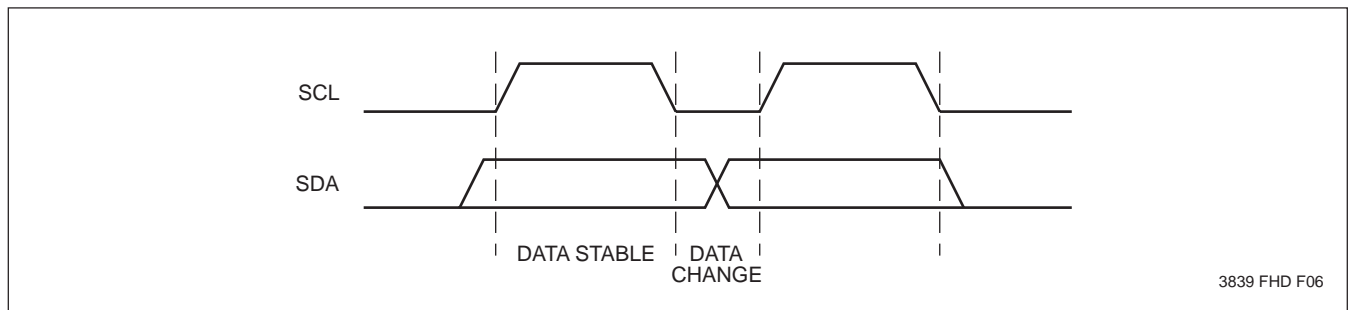 SCL
SDA
DATA STABLE
DATA
CHANGE
3839 FHD F06